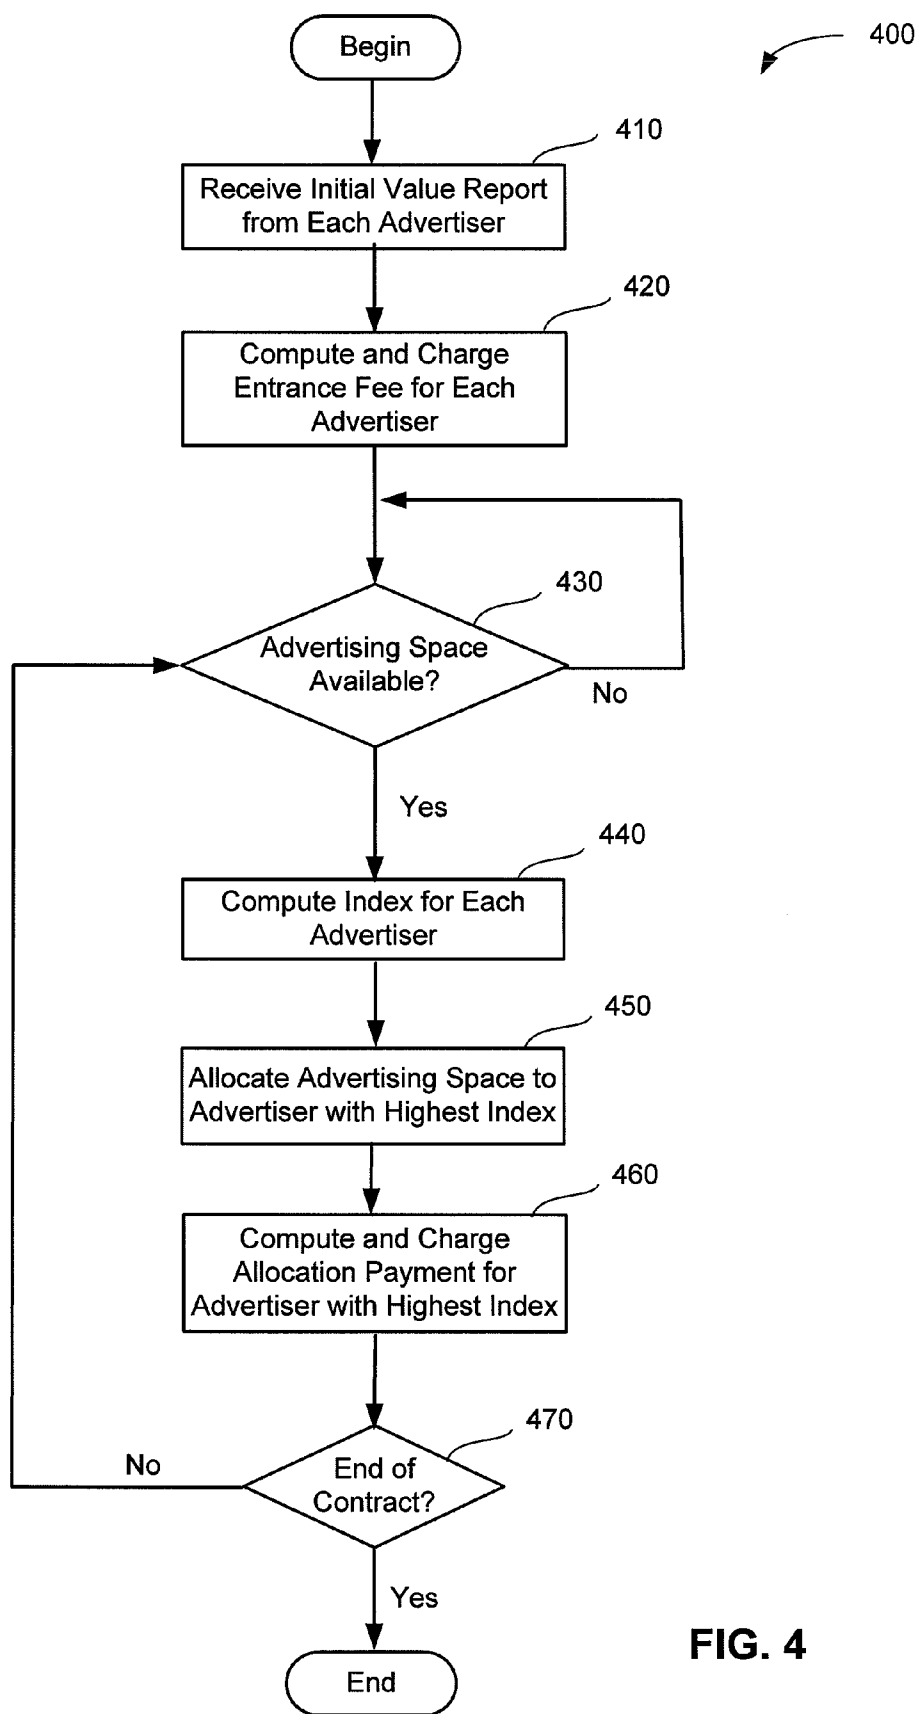 Begin
400
410
Receive Initial Value Report
from Each Advertiser
420
Compute and Charge
Entrance Fee for Each
Advertiser
430
Advertising Space
Available?
No
Yes
440
Compute Index for Each
Advertiser
450
Allocate Advertising Space to
Advertiser with Highest Index
460
Compute and Charge
Allocation Payment for
Advertiser with Highest Index
470
No
End of
Contract?
Yes
End
FIG. 4